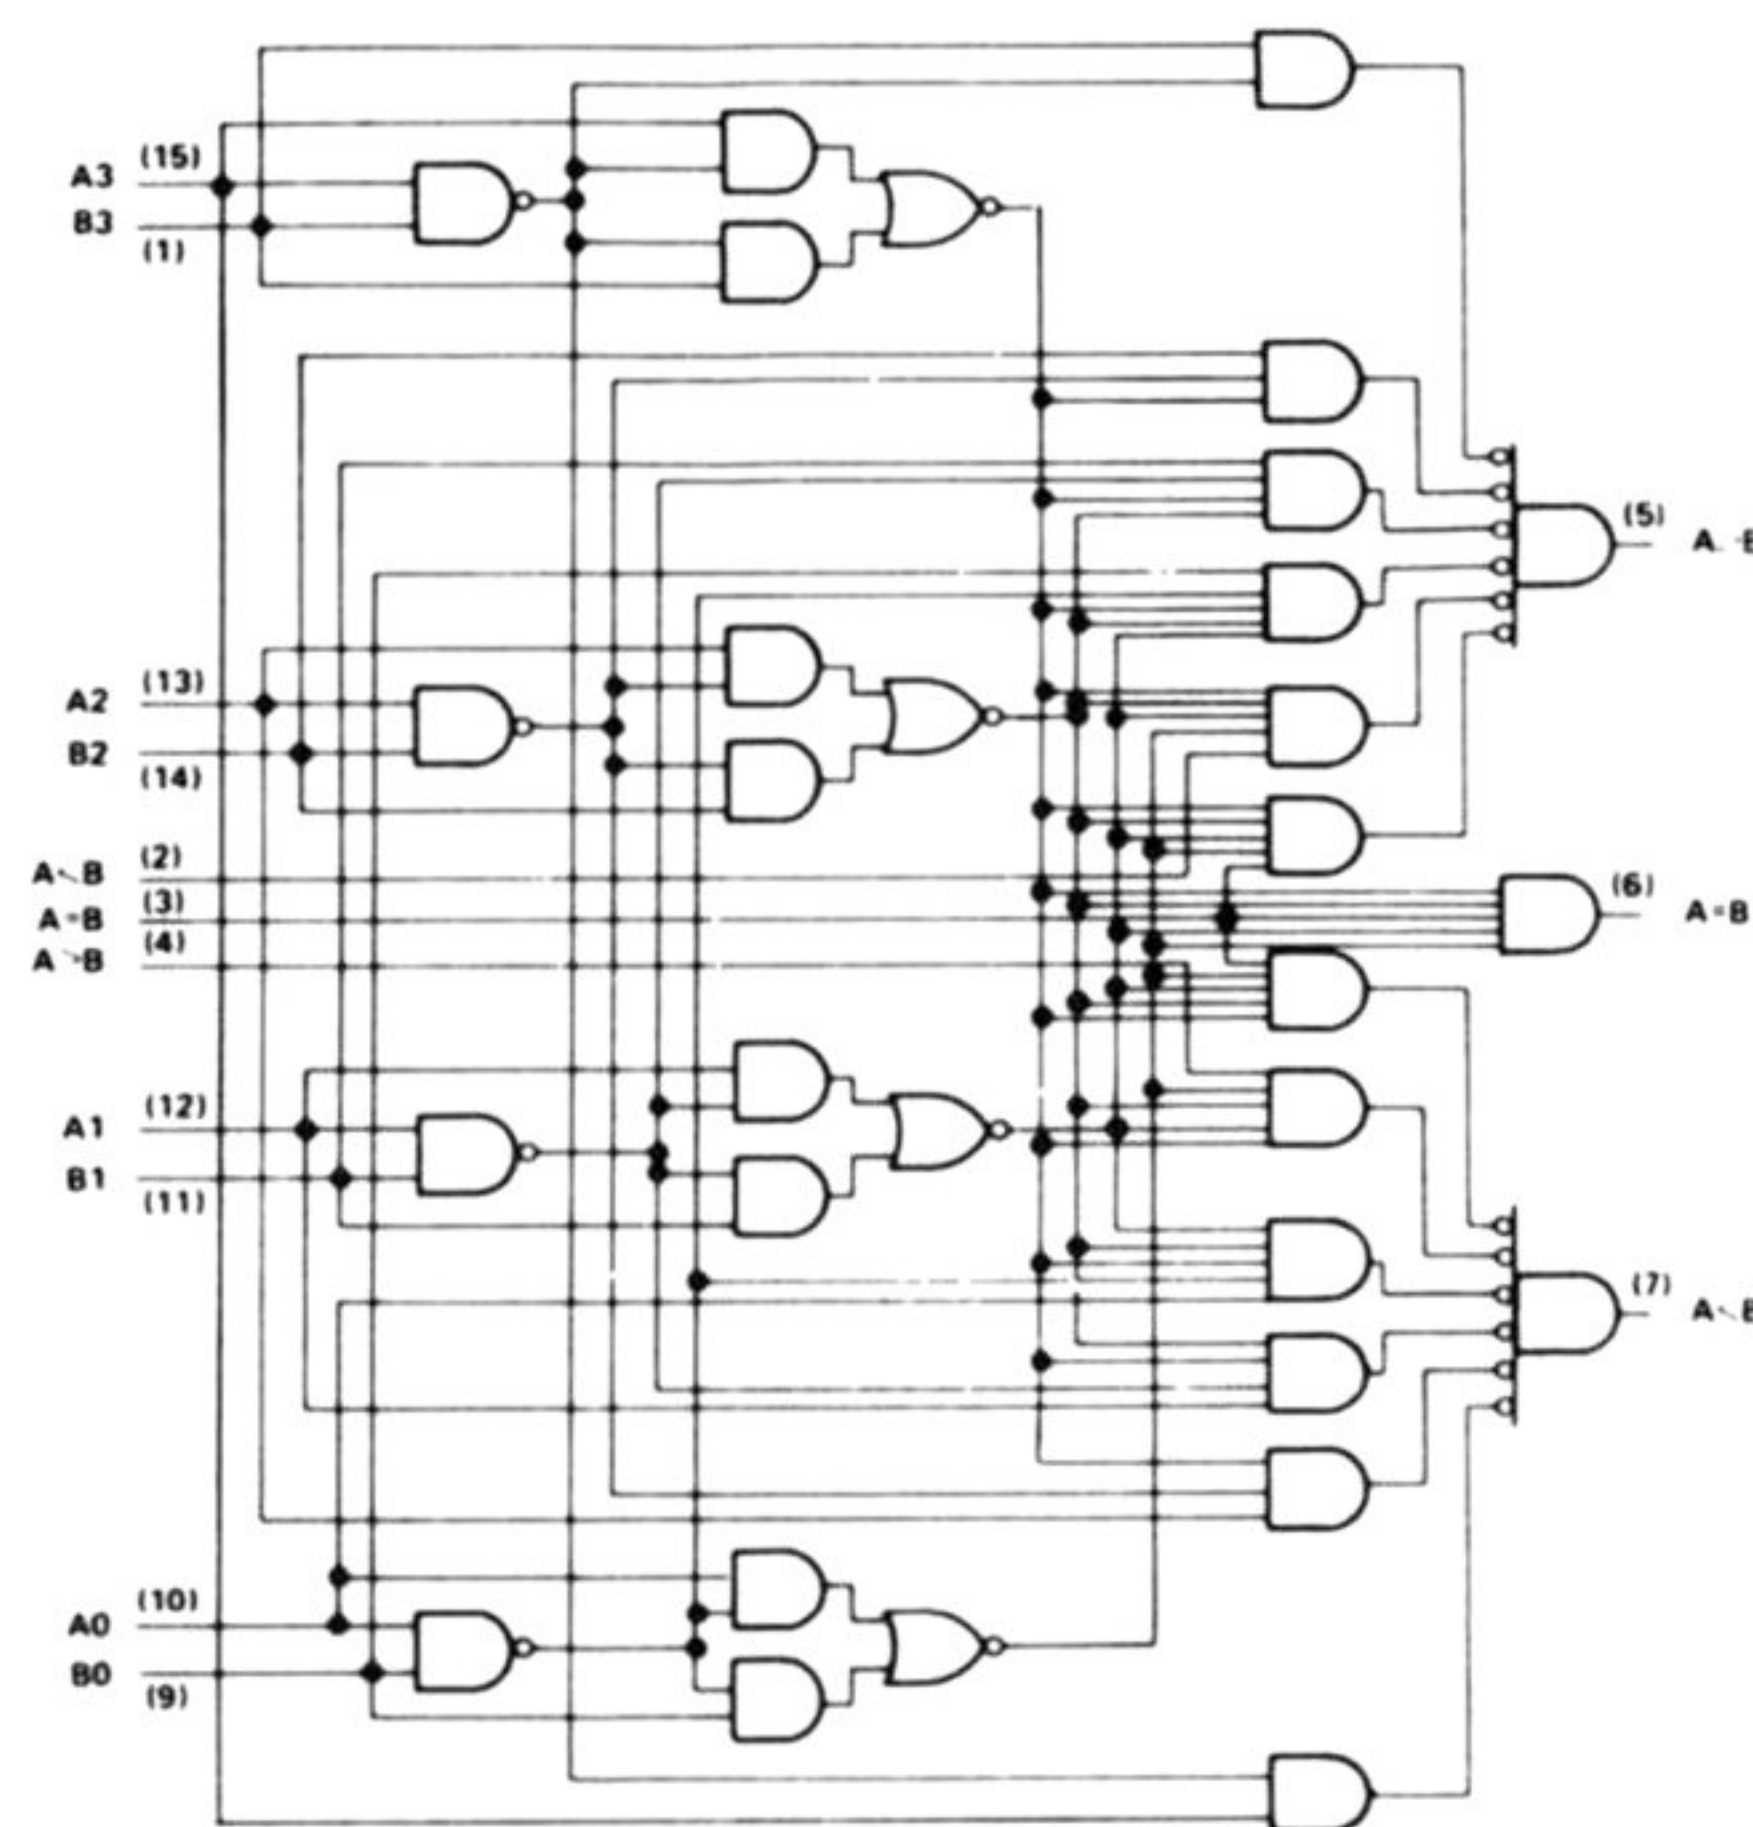 (15)
A3
B3
(1)
(5)
A B
(13)
A2
B2
(14)
(2)
A<B
(3)
A=B
(4)
A>B
(6)
A=B
(12)
A1
B1
(11)
(7)
A<B
(10)
A0
B0
(9)